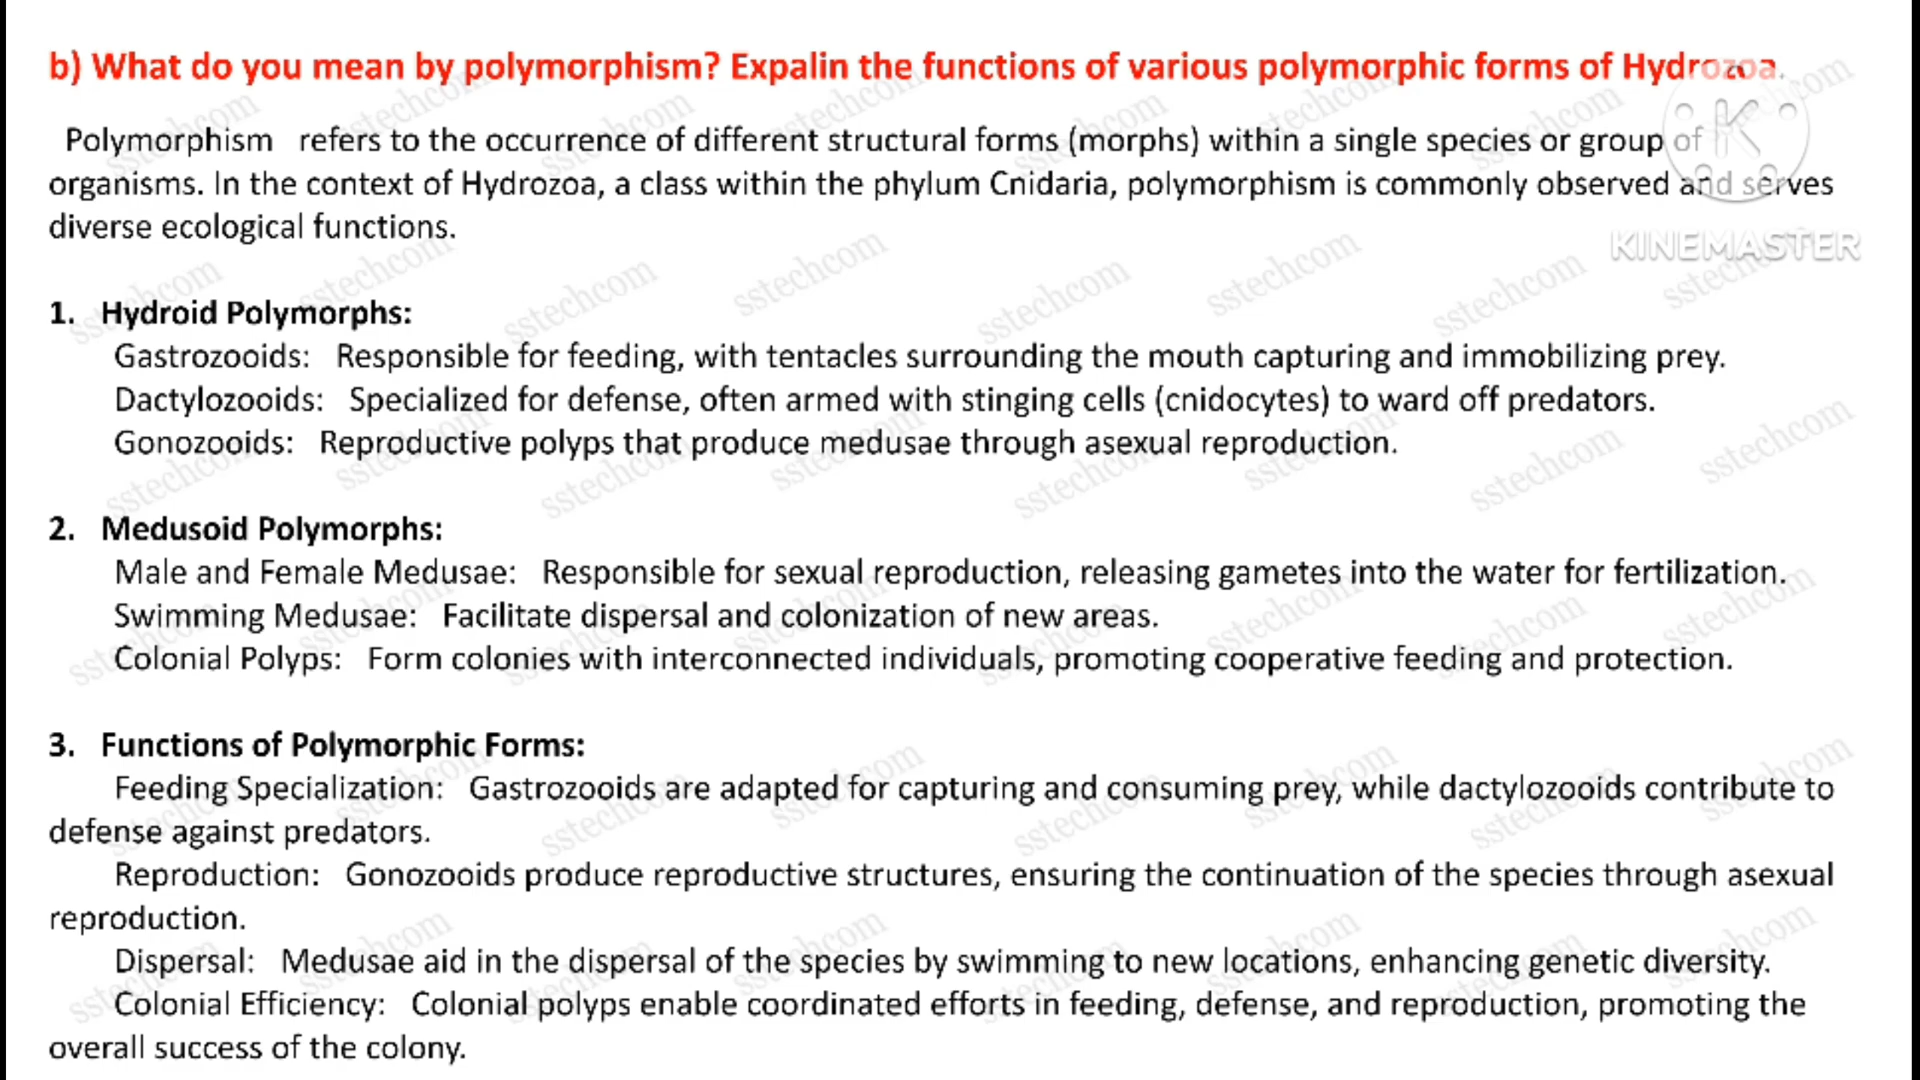 b) What do you mean by polymorphism? Expalin the functions of various polymorphic forms of Hydrozoa.
Polymorphism refers to the occurrence of different structural forms (morphs) within a single species or group of
organisms. In the context of Hydrozoa, a class within the phylum Cnidaria, polymorphism is commonly observed and serves
diverse ecological functions.
KINEMASTER
1. Hydroid Polymorphs:
Gastrozooids: Responsible for feeding, with tentacles surrounding the mouth capturing and immobilizing prey.
Dactylozooids: Specialized for defense, often armed with stinging cells (cnidocytes) to ward off predators.
Gonozooids: Reproductive polyps that produce medusae through asexual reproduction.
2. Medusoid Polymorphs:
Male and Female Medusae: Responsible for sexual reproduction, releasing gametes into the water for fertilization.
Swimming Medusae: Facilitate dispersal and colonization of new areas.
Colonial Polyps: Form colonies with interconnected individuals, promoting cooperative feeding and protection.
3. Functions of Polymorphic Forms:
Feeding Specialization: Gastrozooids are adapted for capturing and consuming prey, while dactylozooids contribute to
defense against predators.
Reproduction: Gonozooids produce reproductive structures, ensuring the continuation of the species through asexual
reproduction.
Dispersal: Medusae aid in the dispersal of the species by swimming to new locations, enhancing genetic diversity.
Colonial Efficiency: Colonial polyps enable coordinated efforts in feeding, defense, and reproduction, promoting the
overall success of the colony.
sstechcom